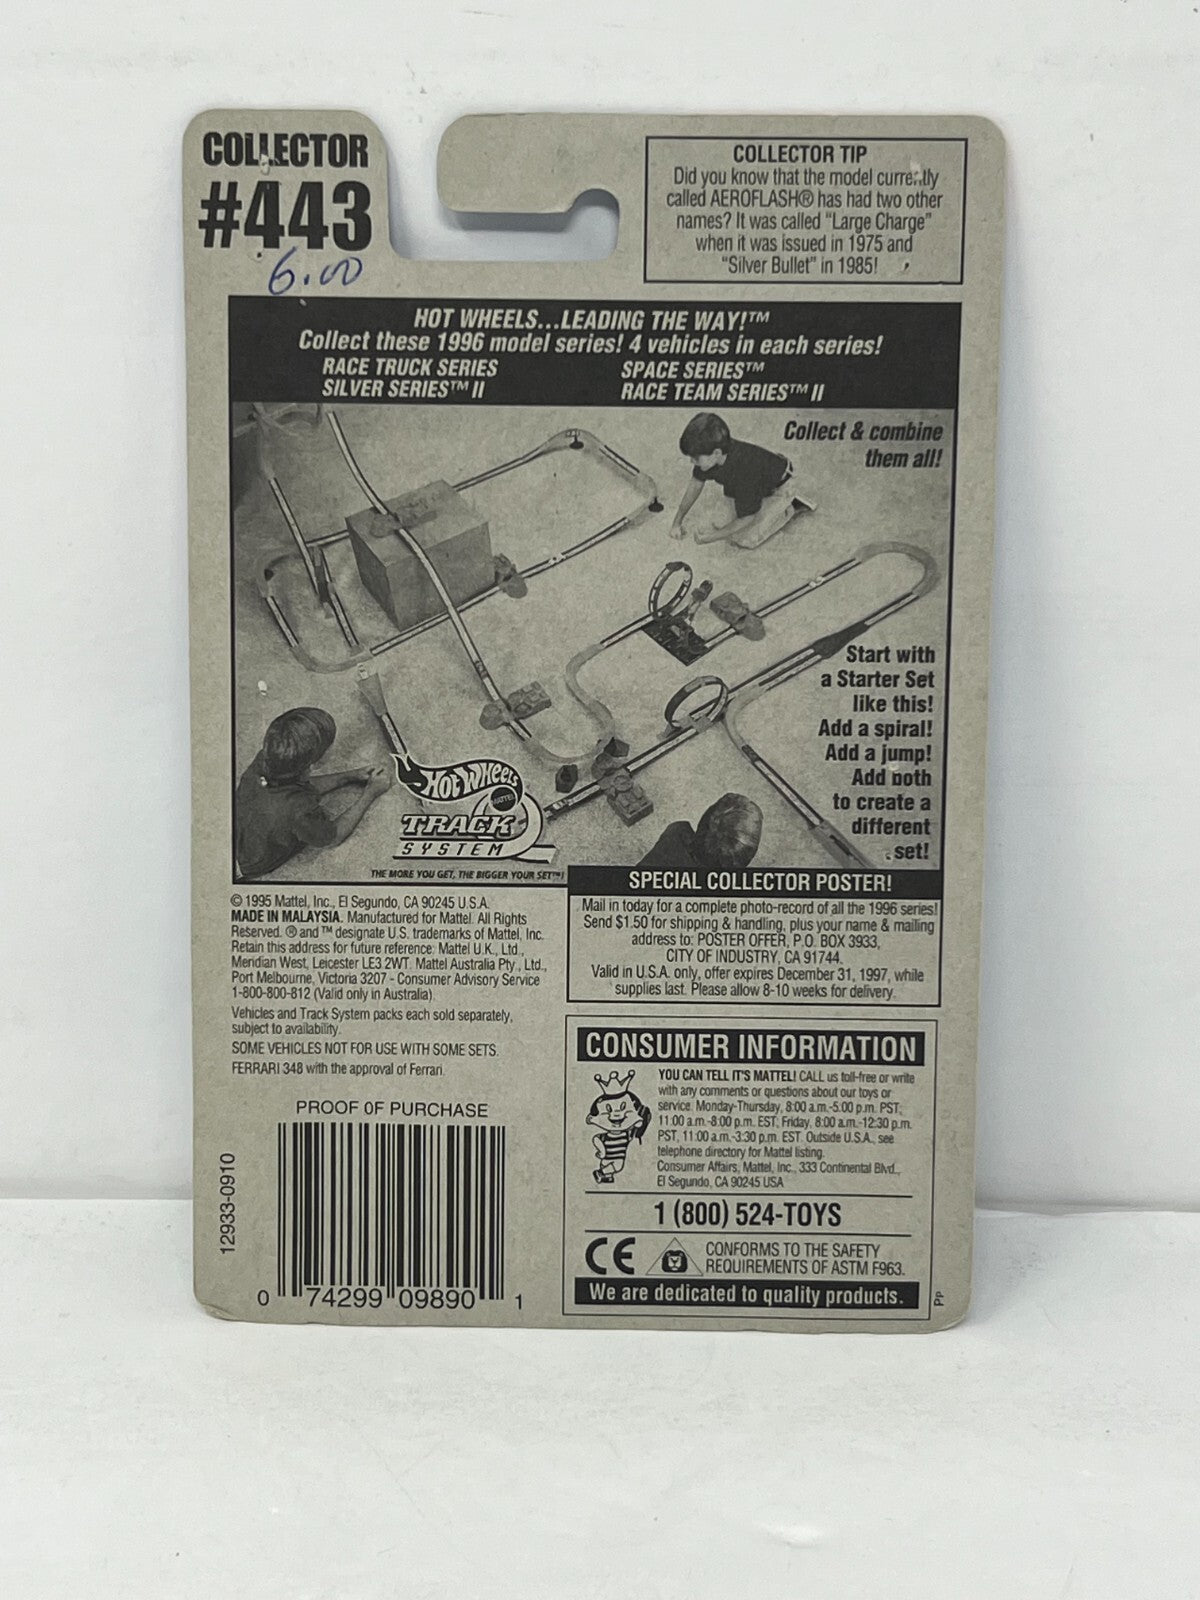 COLLECTOR
#443
6.00
COLLECTOR TIP
Did you know that the model currently
called AEROFLASH® has had two other
names? It was called “Large Charge”
when it was issued in 1975 and
“Silver Bullet” in 1985!
HOT WHEELS...LEADING THE WAY!™
Collect these 1996 model series! 4 vehicles in each series!
RACE TRUCK SERIES
SILVER SERIES™ II
SPACE SERIES™
RACE TEAM SERIES™ II
Collect & combine
them all!
Start with
a Starter Set
like this!
Add a spiral!
Add a jump!
Add both
to create a
different
set!
Hot Wheels
MATTEL
TRACK
SYSTEM
THE MORE YOU GET, THE BIGGER YOUR SET™!
© 1995 Mattel, Inc., El Segundo, CA 90245 U.S.A.
MADE IN MALAYSIA. Manufactured for Mattel. All Rights
Reserved. ® and ™ designate U.S. trademarks of Mattel, Inc.
Retain this address for future reference: Mattel U.K., Ltd.,
Meridian West, Leicester LE3 2WT. Mattel Australia Pty., Ltd.,
Port Melbourne, Victoria 3207 - Consumer Advisory Service
1-800-800-812 (Valid only in Australia).
Vehicles and Track System packs each sold separately,
subject to availability.
SOME VEHICLES NOT FOR USE WITH SOME SETS.
FERRARI 348 with the approval of Ferrari.
SPECIAL COLLECTOR POSTER!
Mail in today for a complete photo-record of all the 1996 series!
Send $1.50 for shipping & handling, plus your name & mailing
address to: POSTER OFFER, P.O. BOX 3933,
CITY OF INDUSTRY, CA 91744.
Valid in U.S.A. only, offer expires December 31, 1997, while
supplies last. Please allow 8-10 weeks for delivery.
CONSUMER INFORMATION
YOU CAN TELL IT'S MATTEL! CALL us toll-free or write
with any comments or questions about our toys or
service. Monday-Thursday, 8:00 a.m.-5:00 p.m. PST;
11:00 a.m.-8:00 p.m. EST; Friday, 8:00 a.m.-12:30 p.m.
PST, 11:00 a.m.-3:30 p.m. EST. Outside U.S.A., see
telephone directory for Mattel listing.
Consumer Affairs, Mattel, Inc., 333 Continental Blvd.,
El Segundo, CA 90245 USA
1 (800) 524-TOYS
CE
CONFORMS TO THE SAFETY
REQUIREMENTS OF ASTM F963.
We are dedicated to quality products.
Pp
PROOF OF PURCHASE
12933-0910
0 74299 09890 1